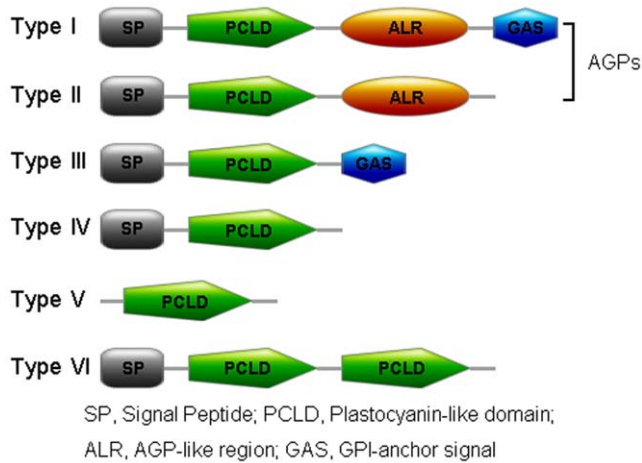 Type I SP PCLD ALR GAS
AGPs
Type II SP PCLD ALR
Type III SP PCLD GAS
Type IV SP PCLD
Type V PCLD
Type VI SP PCLD PCLD
SP, Signal Peptide; PCLD, Plastocyanin-like domain;
ALR, AGP-like region; GAS, GPI-anchor signal